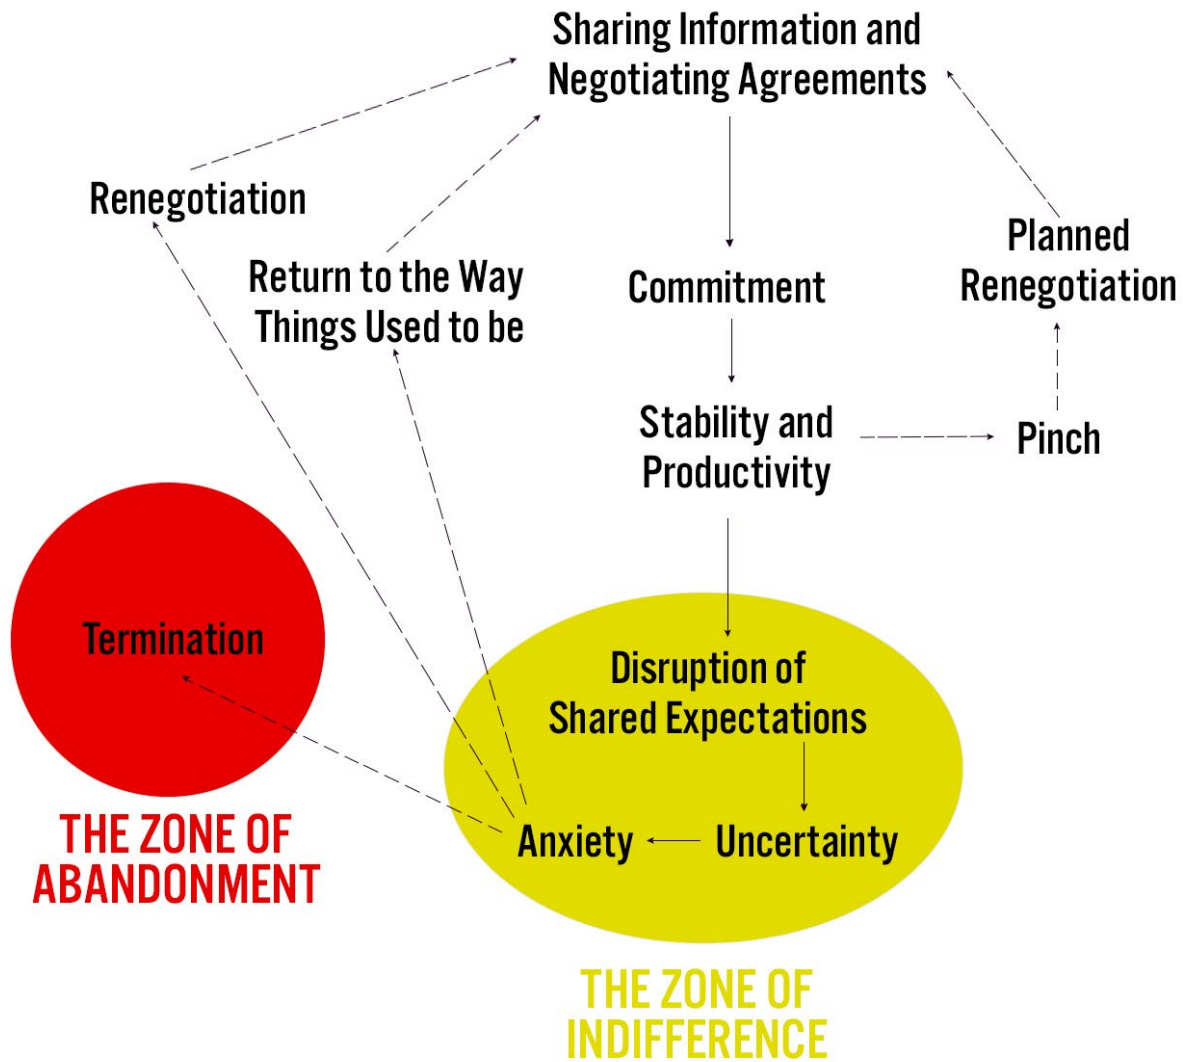 Sharing Information and
Negotiating Agreements
Renegotiation
Return to the Way
Things Used to be
Commitment
Planned
Renegotiation
Stability and
Productivity
Pinch
Termination
Disruption of
Shared Expectations
Anxiety
Uncertainty
THE ZONE OF
ABANDONMENT
THE ZONE OF
INDIFFERENCE